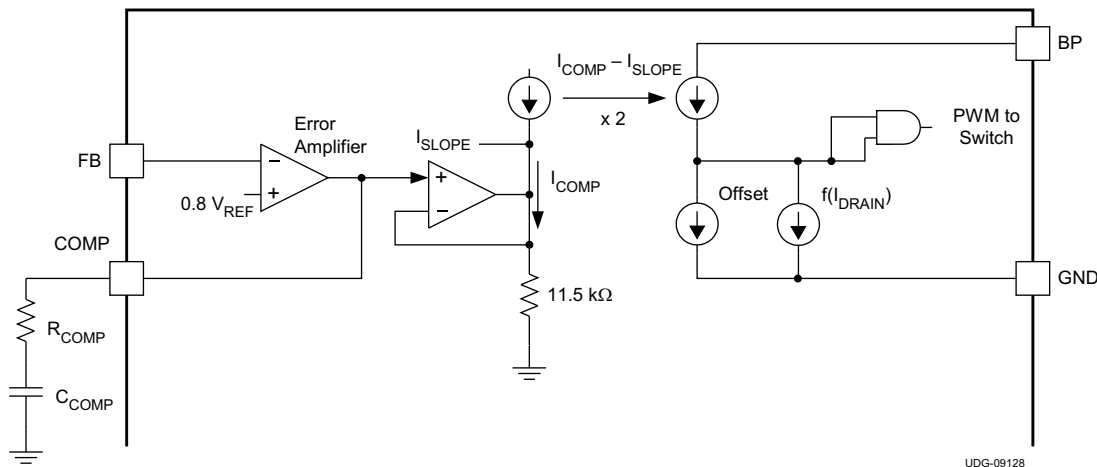 I_COMP – I_SLOPE
x 2
BP
Error
Amplifier
FB
–
+
0.8 V_REF
I_SLOPE
+
–
I_COMP
PWM to
Switch
Offset
f(I_DRAIN)
COMP
GND
11.5 kΩ
R_COMP
C_COMP
UDG-09128